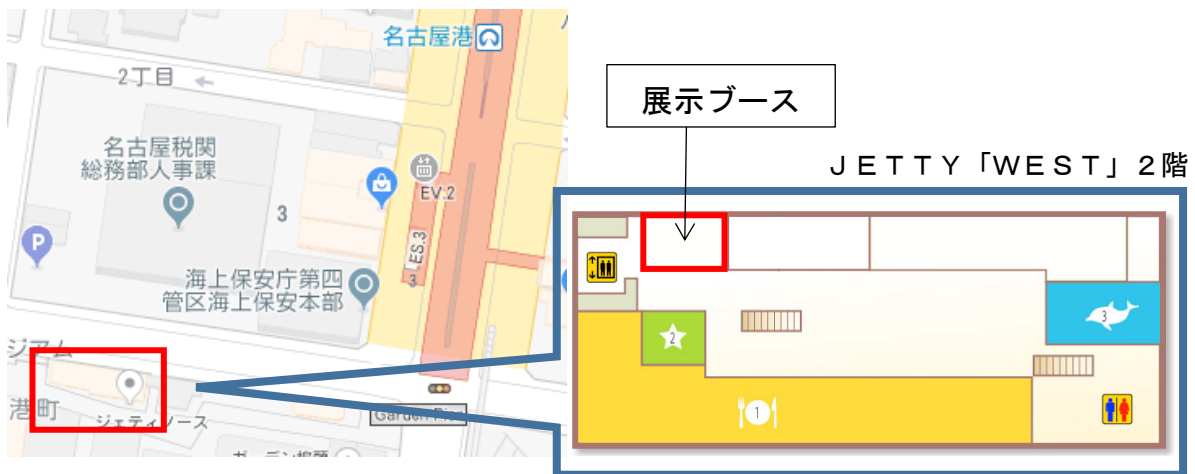 名古屋港
2丁目
展示ブース
名古屋税関
総務部人事課
JETTY「WEST」2階
EV.2
3
P
ES.3
3
海上保安庁第四
管区海上保安本部
2
3
ジアム
港町
ジェティ
ース
Garden Pier
1